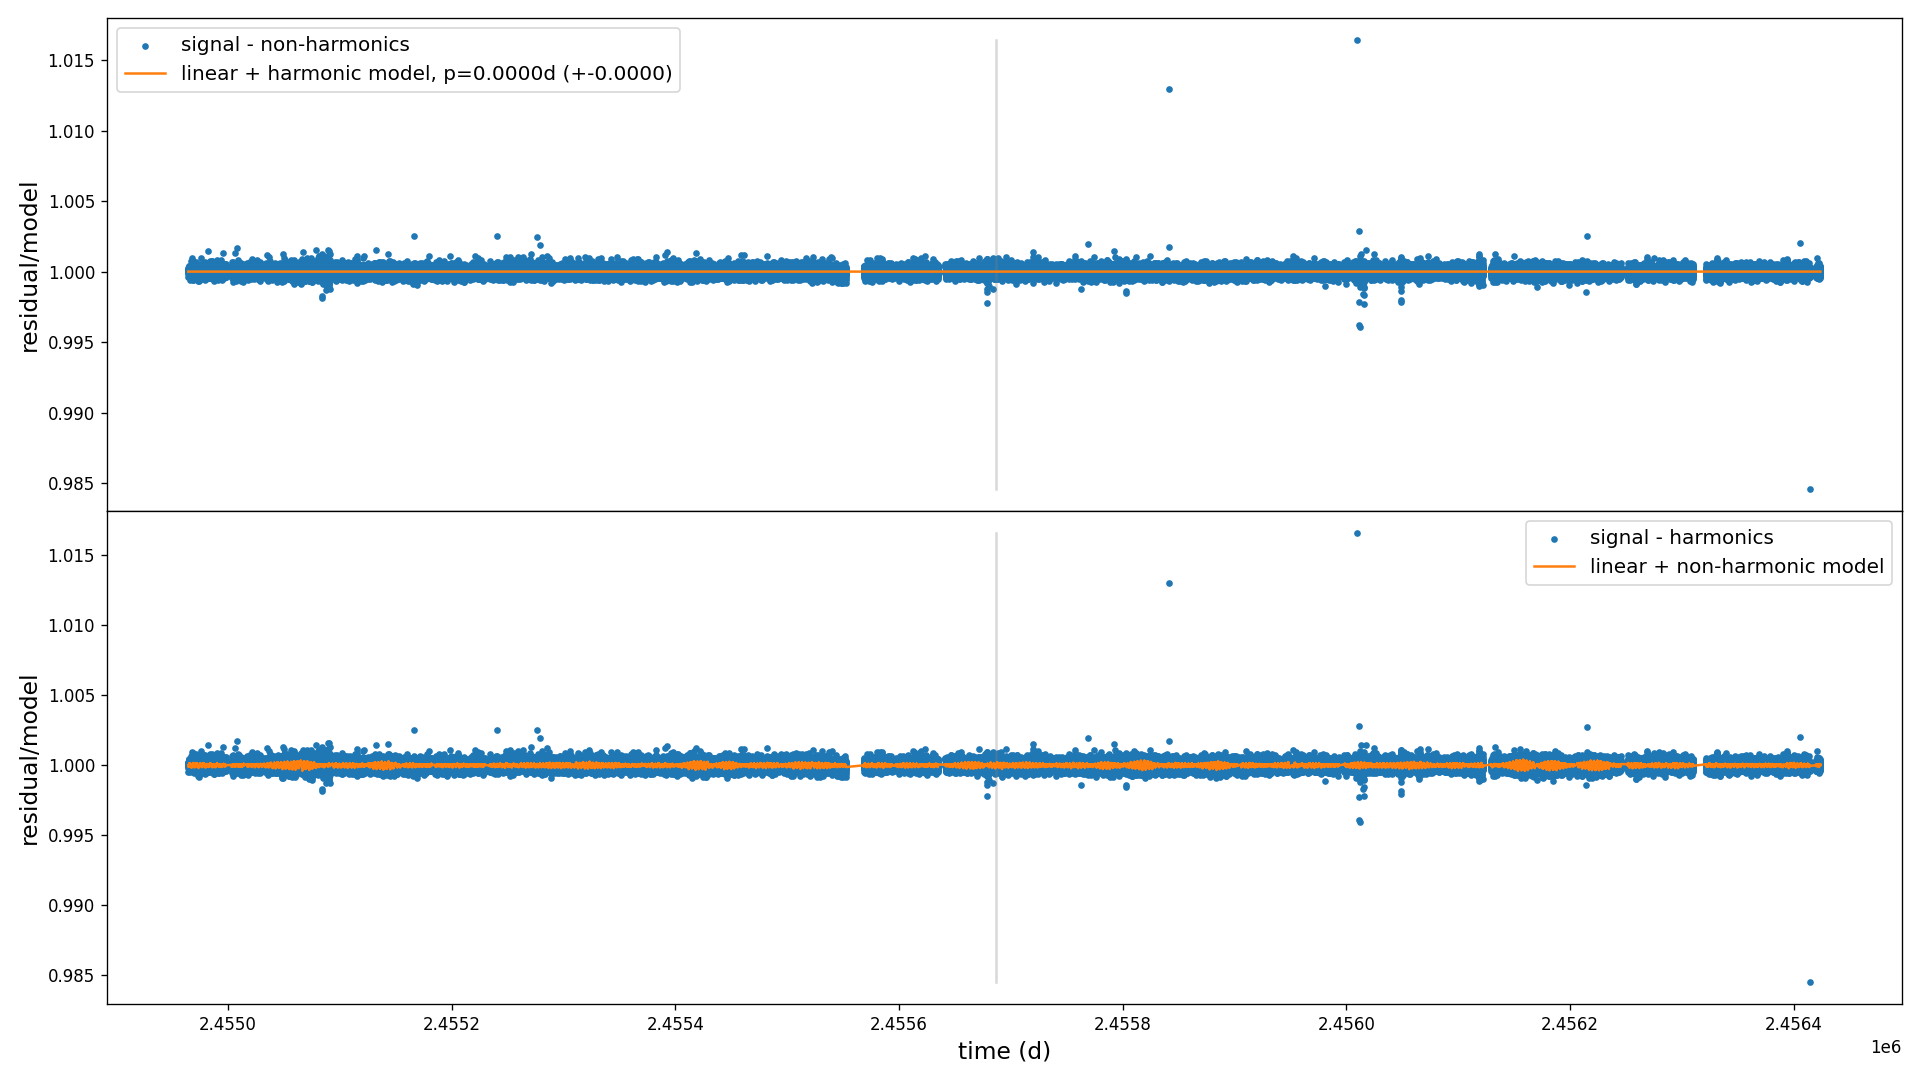 signal - non-harmonics
linear + harmonic model, p=0.0000d (+-0.0000)
1.015
1.010
1.005
1.000
0.995
0.990
0.985
residual/model
signal - harmonics
linear + non-harmonic model
1.015
1.010
1.005
1.000
0.995
0.990
0.985
residual/model
2.4550 2.4552 2.4554 2.4556 2.4558 2.4560 2.4562 2.4564
1e6
time (d)